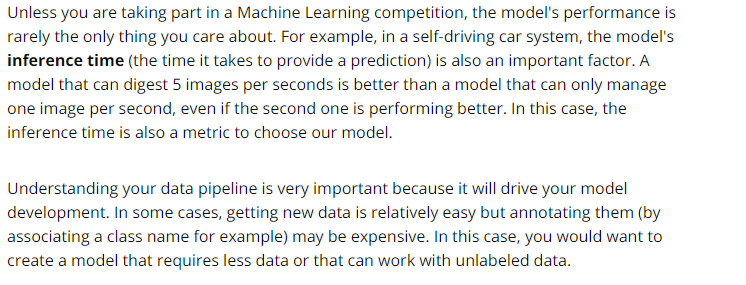 Unless you are taking part in a Machine Learning competition, the model's performance is
rarely the only thing you care about. For example, in a self-driving car system, the model's
inference time (the time it takes to provide a prediction) is also an important factor. A
model that can digest 5 images per seconds is better than a model that can only manage
one image per second, even if the second one is performing better. In this case, the
inference time is also a metric to choose our model.
Understanding your data pipeline is very important because it will drive your model
development. In some cases, getting new data is relatively easy but annotating them (by
associating a class name for example) may be expensive. In this case, you would want to
create a model that requires less data or that can work with unlabeled data.